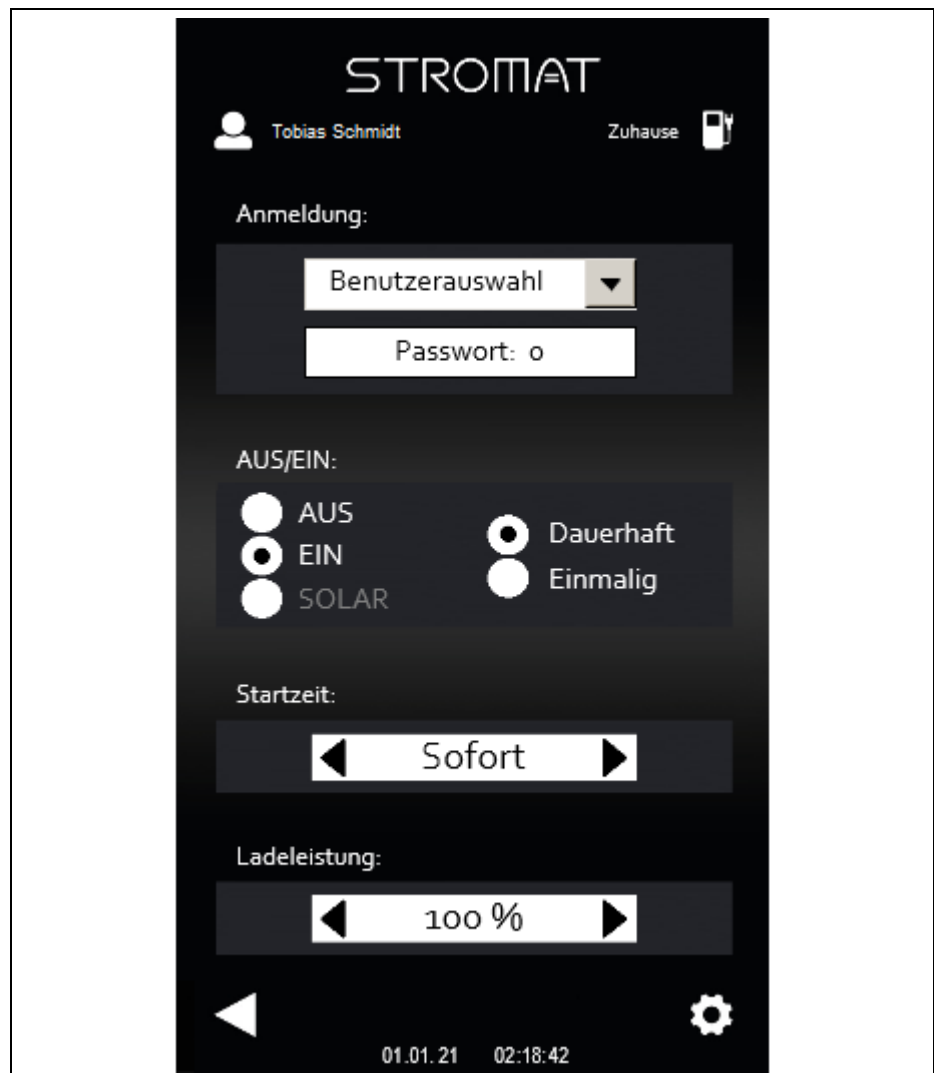 STROMAT
Tobias Schmidt Zuhause
Anmeldung:
Benutzerauswahl
Passwort: 0
AUS/EIN:
AUS
EIN
SOLAR
Dauerhaft
Einmalig
Startzeit:
Sofort
Ladeleistung:
100 %
01.01.21 02:18:42